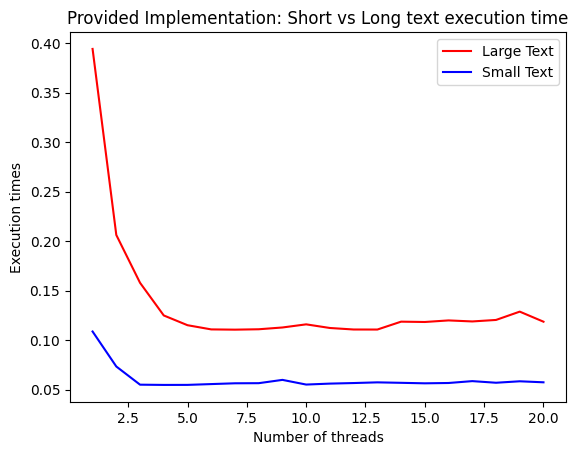 Provided Implementation: Short vs Long text execution time
Large Text
Small Text
0.40
0.35
0.30
0.25
0.20
0.15
0.10
0.05
Execution times
2.5 5.0 7.5 10.0 12.5 15.0 17.5 20.0
Number of threads